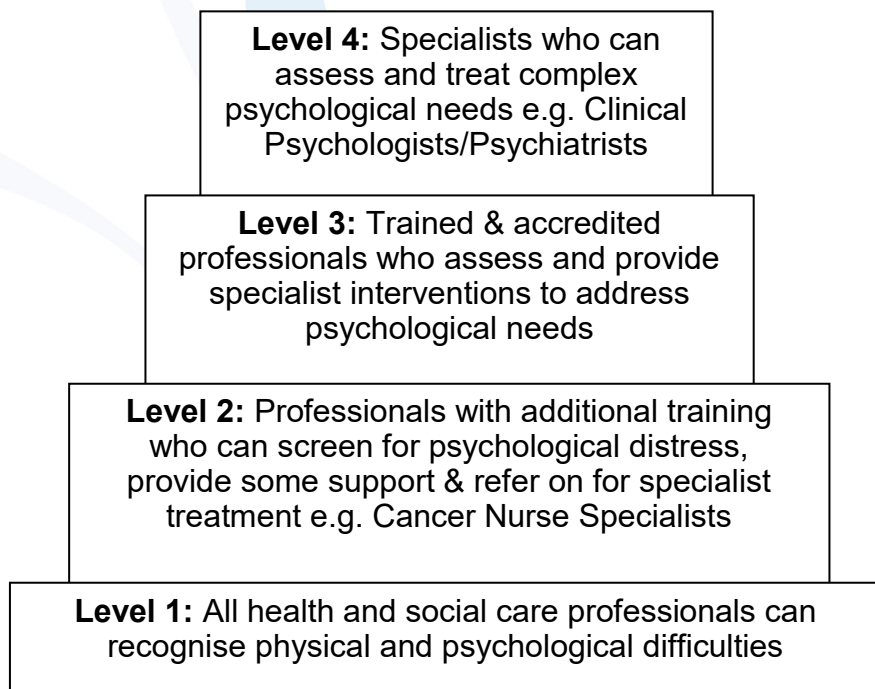 Level 4: Specialists who can
assess and treat complex
psychological needs e.g. Clinical
Psychologists/Psychiatrists
Level 3: Trained & accredited
professionals who assess and provide
specialist interventions to address
psychological needs
Level 2: Professionals with additional training
who can screen for psychological distress,
provide some support & refer on for specialist
treatment e.g. Cancer Nurse Specialists
Level 1: All health and social care professionals can
recognise physical and psychological difficulties